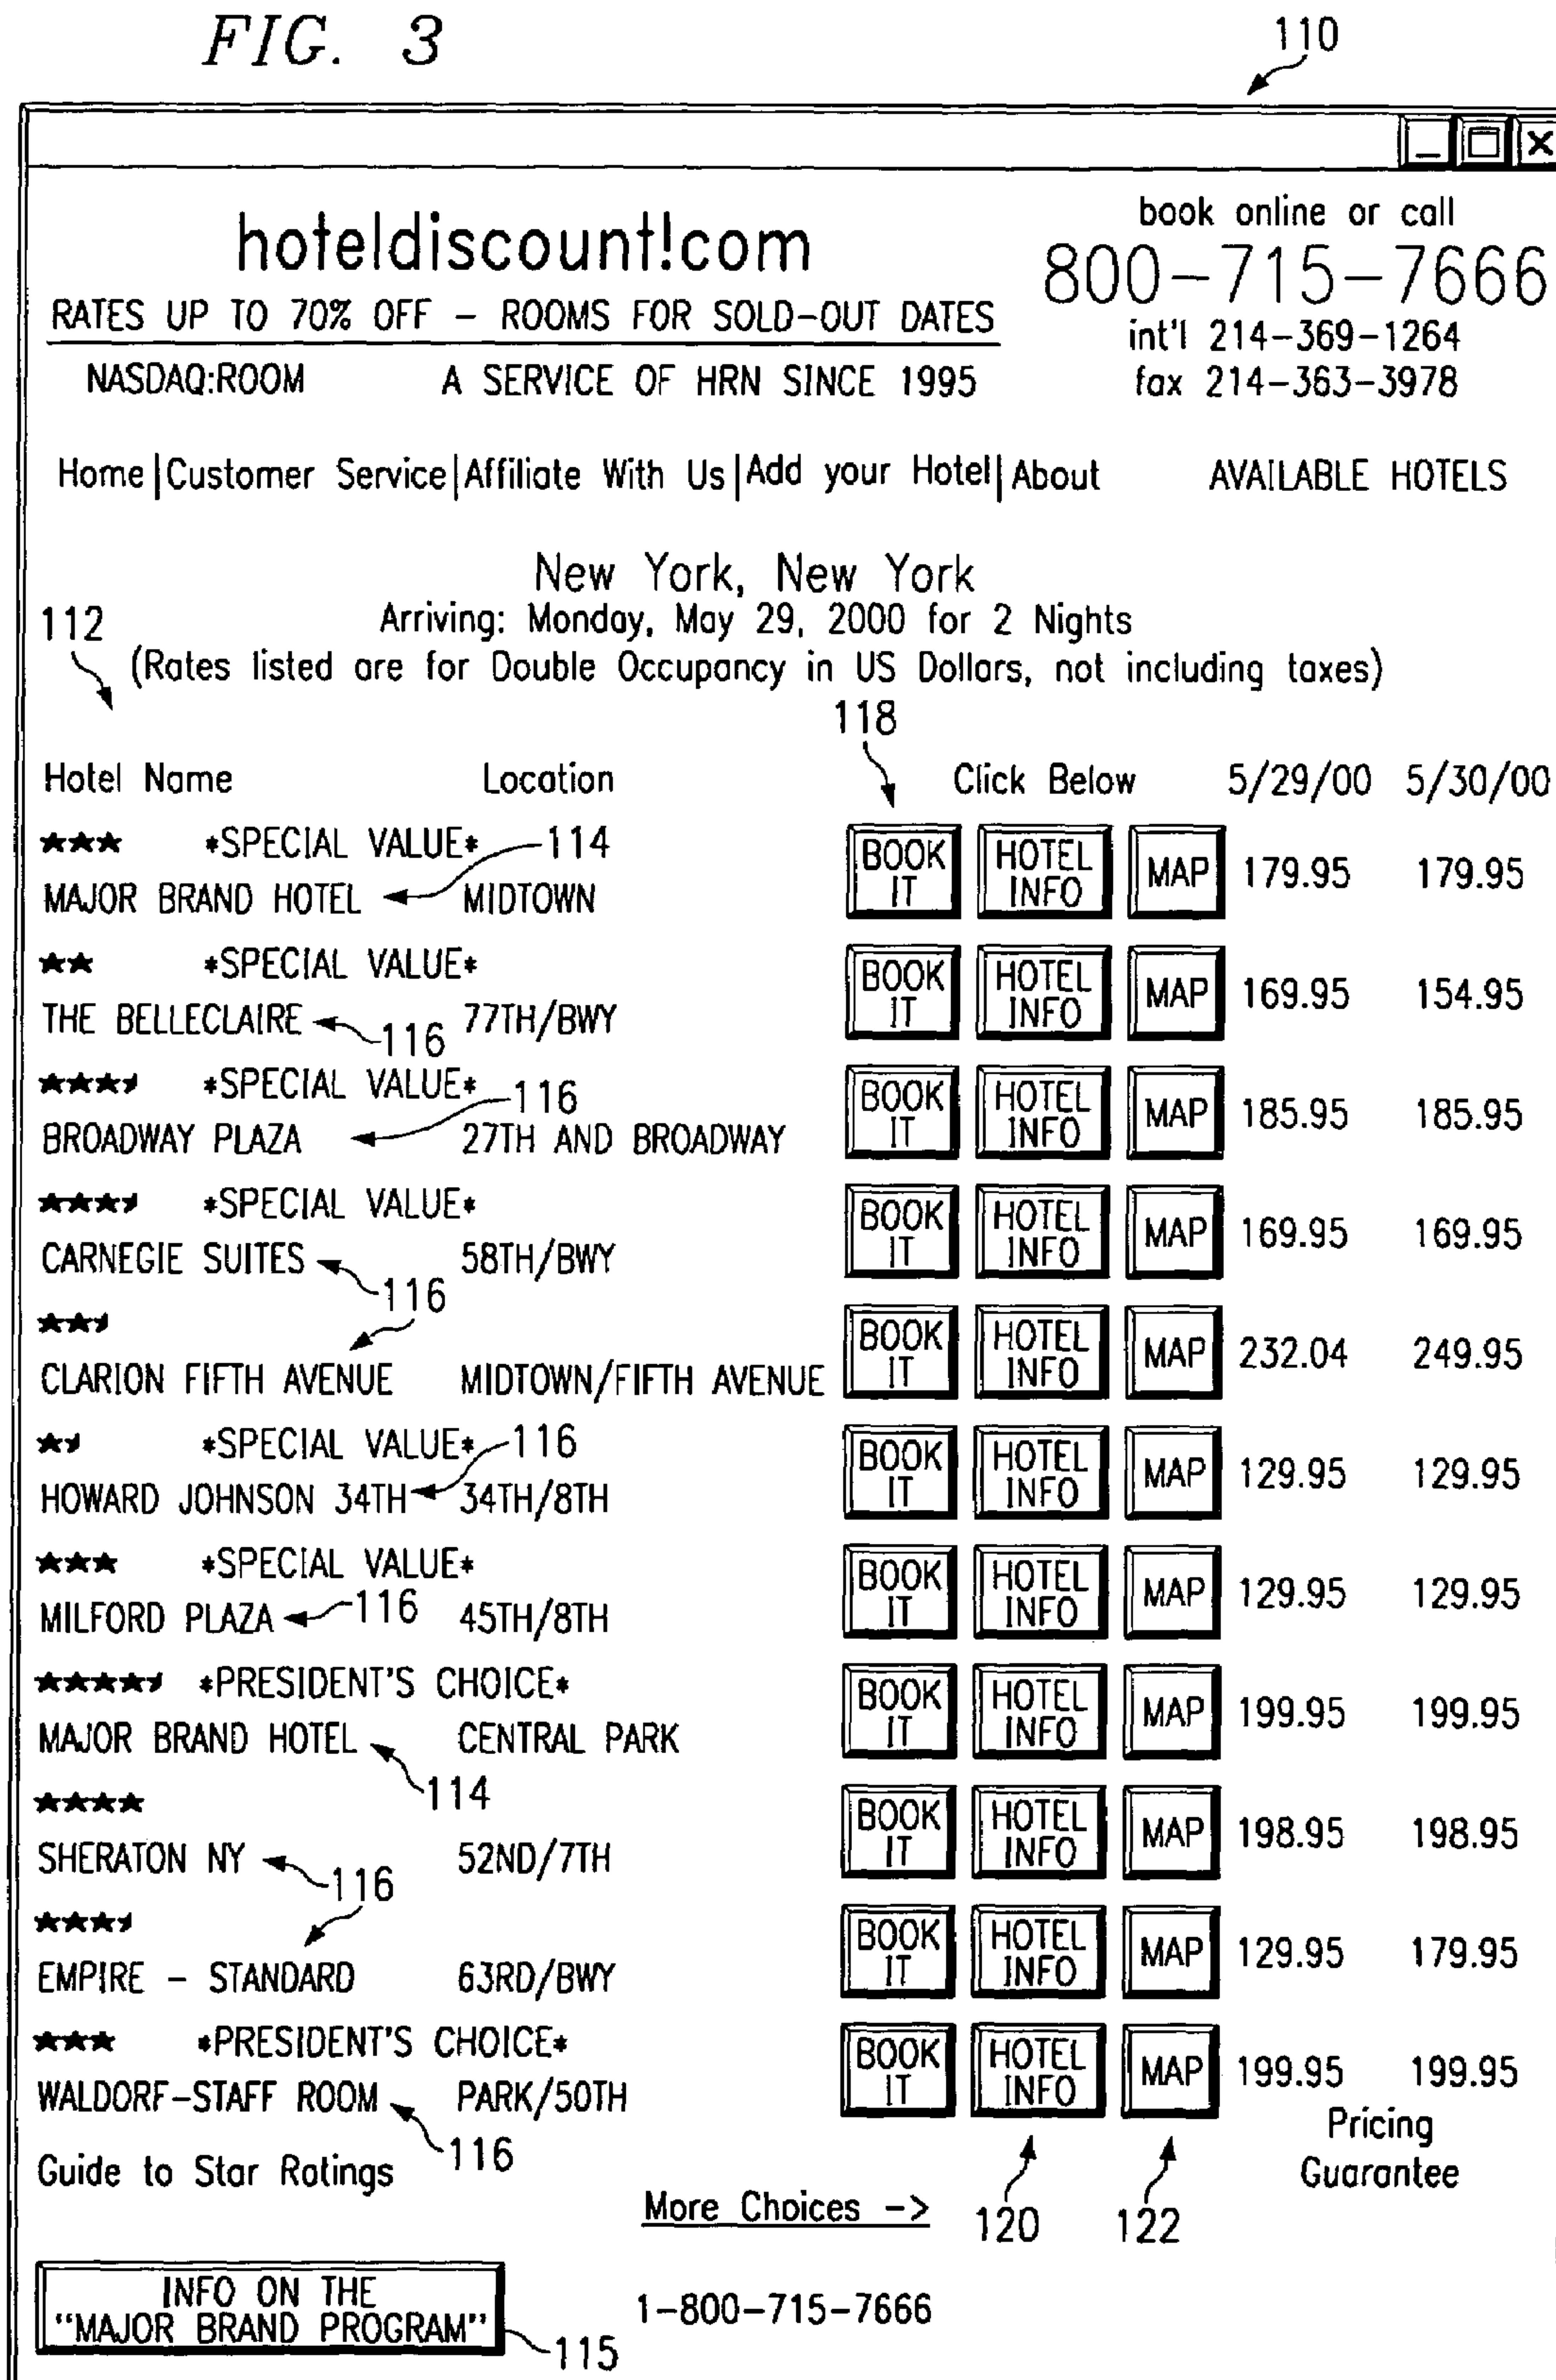 FIG. 3
110
hoteldiscount!com
book online or call
800-715-7666
RATES UP TO 70% OFF - ROOMS FOR SOLD-OUT DATES
int'l 214-369-1264
NASDAQ:ROOM A SERVICE OF HRN SINCE 1995
fax 214-363-3978
Home|Customer Service|Affiliate With Us|Add your Hotel|About AVAILABLE HOTELS
New York, New York
112 Arriving: Monday, May 29, 2000 for 2 Nights
(Rates listed are for Double Occupancy in US Dollars, not including taxes)
118
Hotel Name Location Click Below 5/29/00 5/30/00
★★★ *SPECIAL VALUE* 114
MAJOR BRAND HOTEL MIDTOWN BOOK IT HOTEL INFO MAP 179.95 179.95
★★ *SPECIAL VALUE*
THE BELLECLAIRE 116 77TH/BWY BOOK IT HOTEL INFO MAP 169.95 154.95
★★★⯨ *SPECIAL VALUE* 116
BROADWAY PLAZA 27TH AND BROADWAY BOOK IT HOTEL INFO MAP 185.95 185.95
★★★⯨ *SPECIAL VALUE*
CARNEGIE SUITES 58TH/BWY BOOK IT HOTEL INFO MAP 169.95 169.95
116
★★⯨
CLARION FIFTH AVENUE MIDTOWN/FIFTH AVENUE BOOK IT HOTEL INFO MAP 232.04 249.95
★⯨ *SPECIAL VALUE* 116
HOWARD JOHNSON 34TH 34TH/8TH BOOK IT HOTEL INFO MAP 129.95 129.95
★★★ *SPECIAL VALUE*
MILFORD PLAZA 116 45TH/8TH BOOK IT HOTEL INFO MAP 129.95 129.95
★★★★⯨ *PRESIDENT'S CHOICE*
MAJOR BRAND HOTEL CENTRAL PARK BOOK IT HOTEL INFO MAP 199.95 199.95
114
★★★★
SHERATON NY 52ND/7TH BOOK IT HOTEL INFO MAP 198.95 198.95
116
★★★⯨
EMPIRE - STANDARD 63RD/BWY BOOK IT HOTEL INFO MAP 129.95 179.95
★★★ *PRESIDENT'S CHOICE*
WALDORF-STAFF ROOM PARK/50TH BOOK IT HOTEL INFO MAP 199.95 199.95
116
Guide to Star Ratings
Pricing
Guarantee
More Choices -> 120 122
INFO ON THE
"MAJOR BRAND PROGRAM"
115
1-800-715-7666